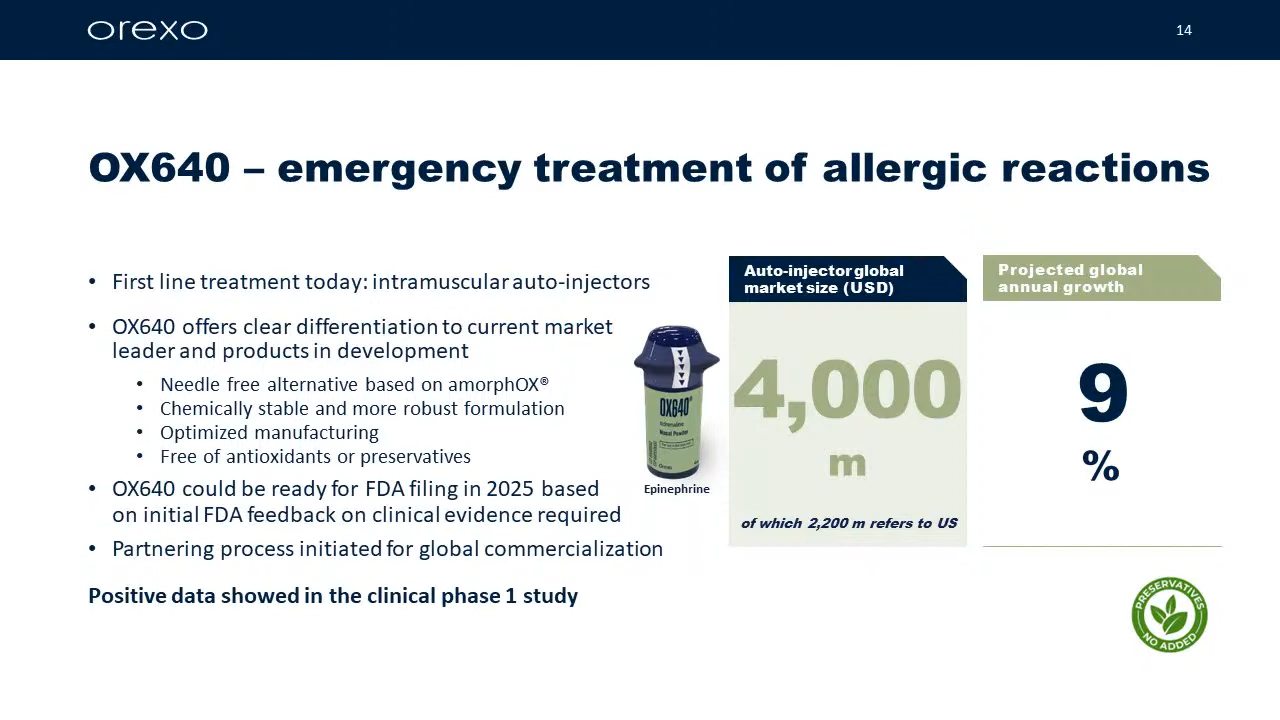 orexo
14
OX640 – emergency treatment of allergic reactions
• First line treatment today: intramuscular auto-injectors
• OX640 offers clear differentiation to current market
leader and products in development
• Needle free alternative based on amorphOX®
• Chemically stable and more robust formulation
• Optimized manufacturing
• Free of antioxidants or preservatives
• OX640 could be ready for FDA filing in 2025 based
on initial FDA feedback on clinical evidence required
• Partnering process initiated for global commercialization
Positive data showed in the clinical phase 1 study
OX640®
Nasal Powder
Epinephrine
Auto-injector global
market size (USD)
4,000
m
of which 2,200 m refers to US
Projected global
annual growth
9
%
PRESERVATIVES
NO ADDED